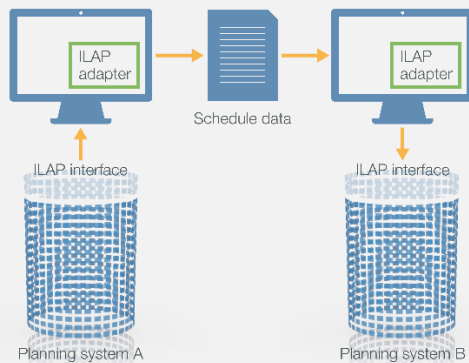 ILAP
adapter
ILAP
adapter
Schedule data
ILAP interface
ILAP interface
Planning system A
Planning system B